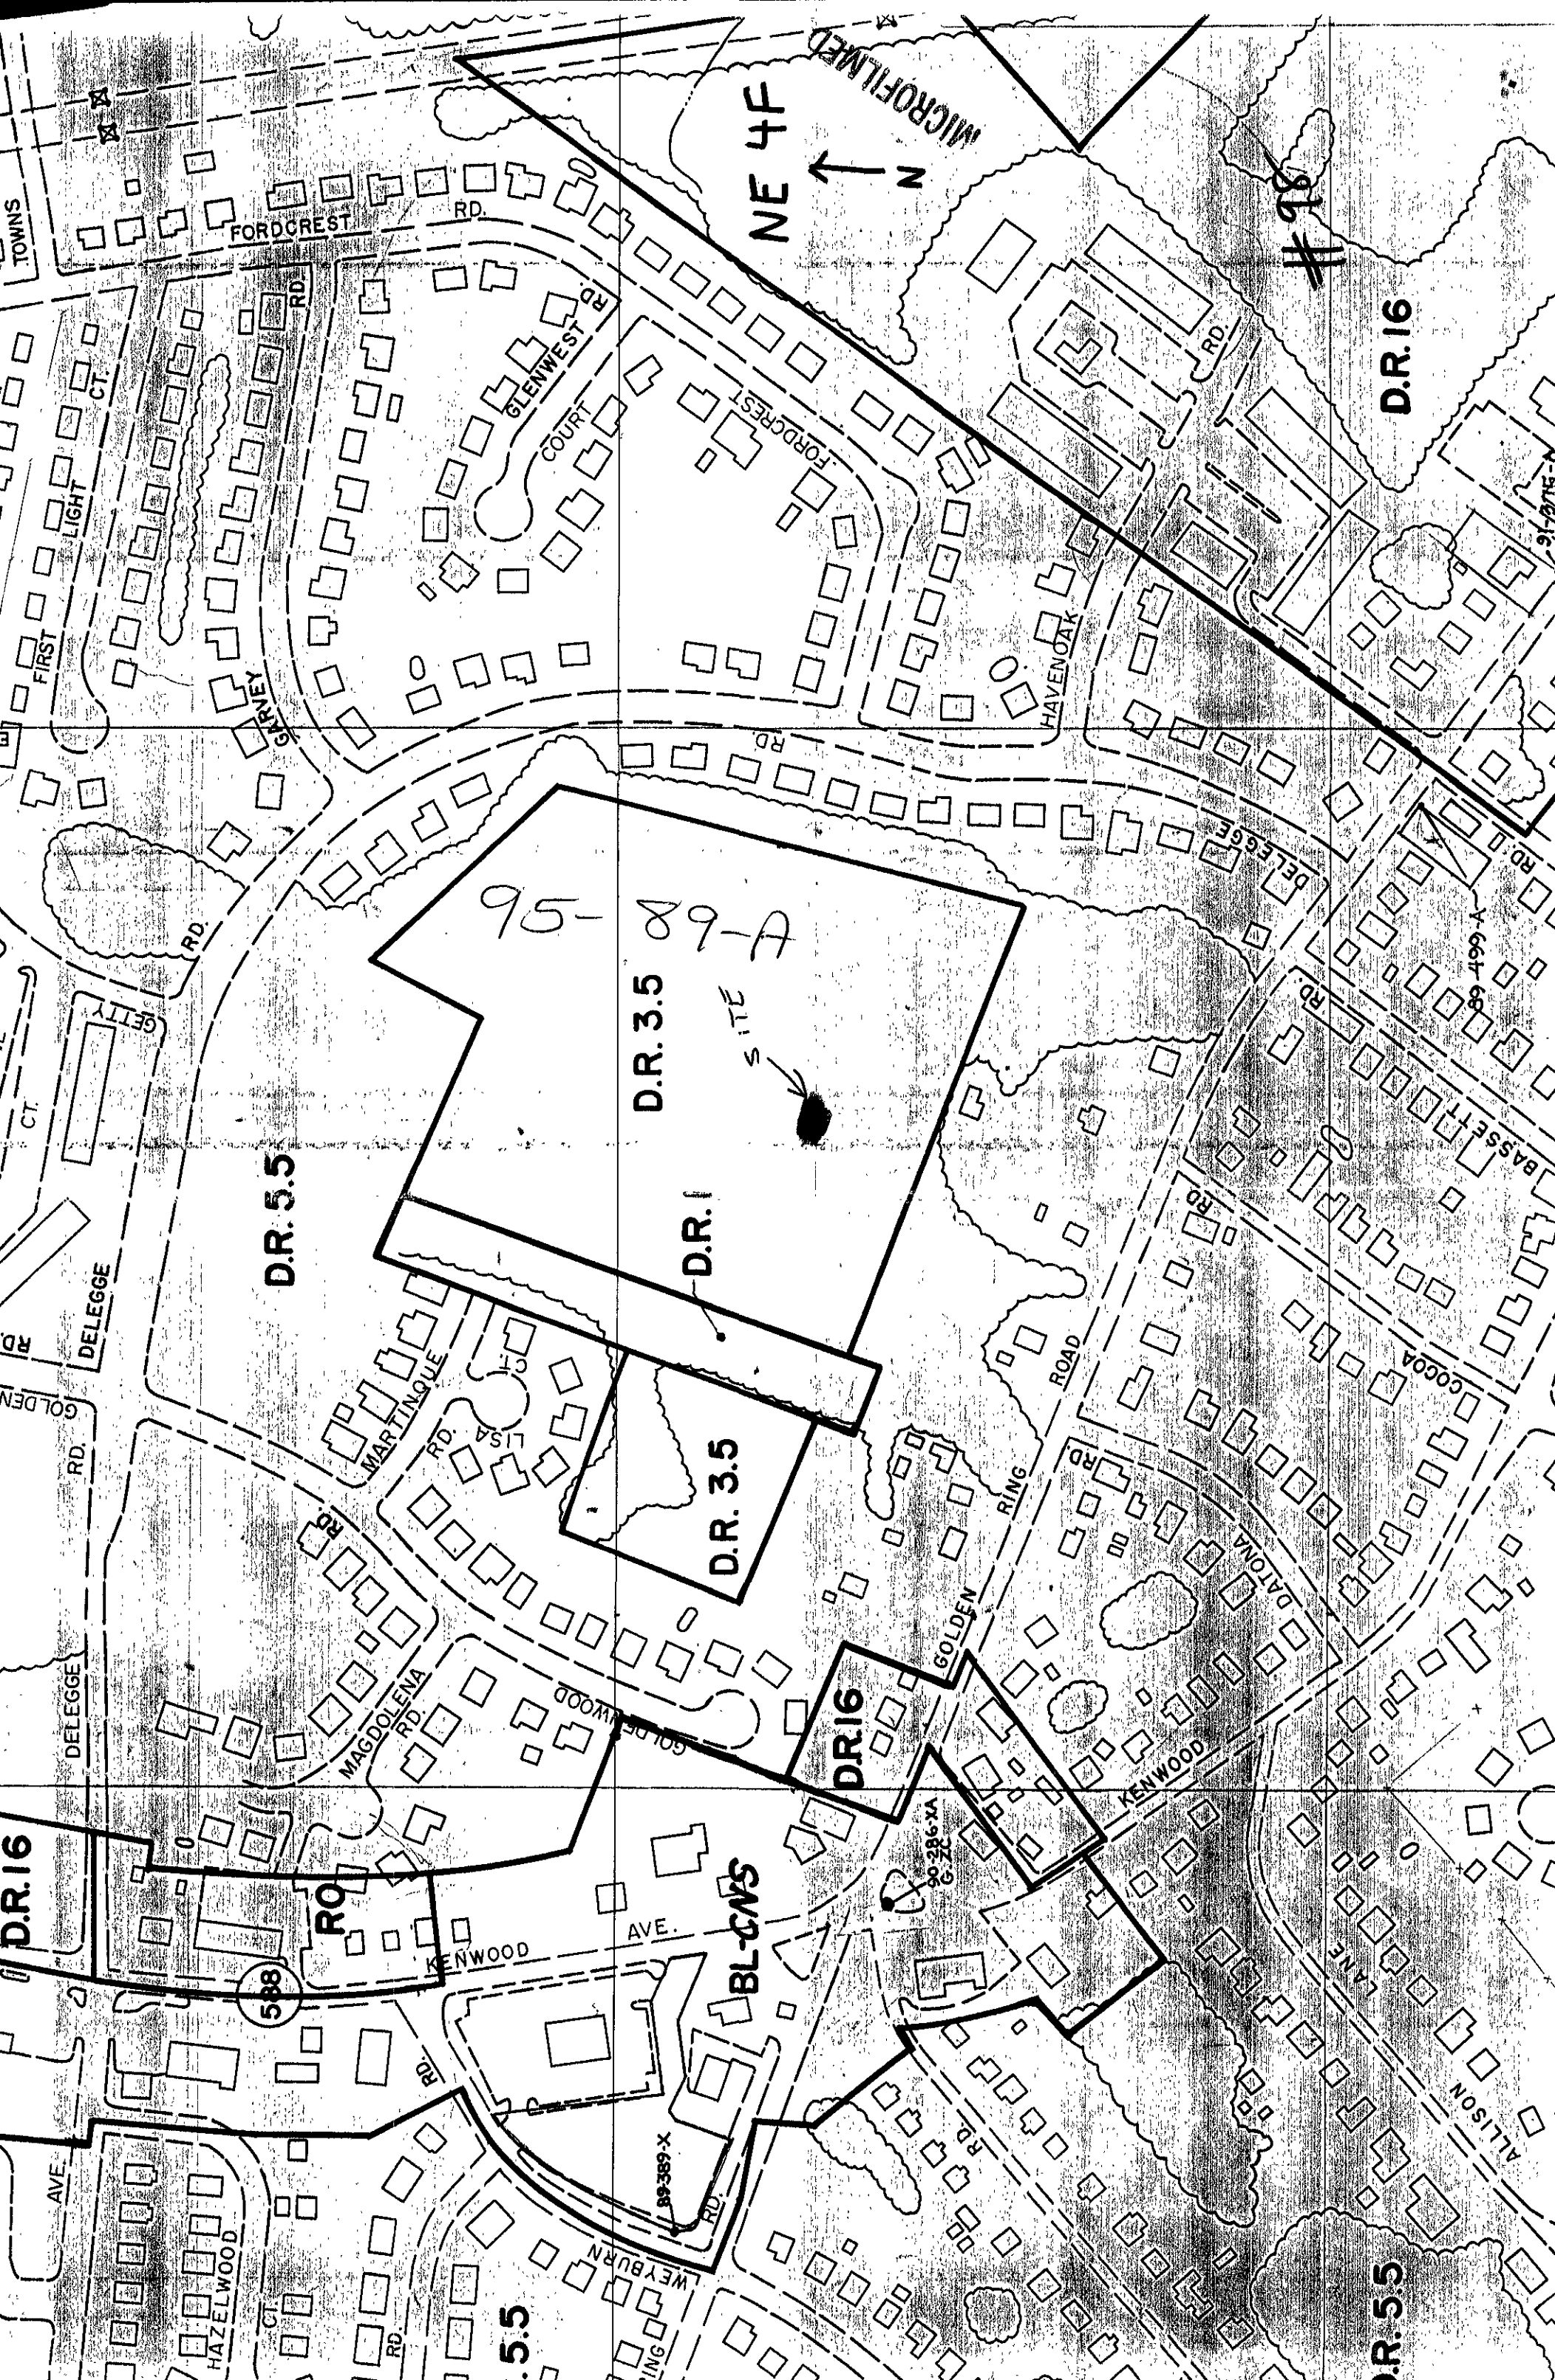 MICROFILMED
NE 4F
N
# 98
TOWNS
FORDCREST
RD.
RD.
GLENWEST
RD
COURT
FORDCREST
RD.
D.R. 16
CT.
LIGHT
FIRST
GARVEY
HAVENOAK
RD.
DELEGGE
RD.
89-499-A
95-89-A
D.R. 3.5
SITE
RD.
GETTY
CT.
RD.
BASSETT
D.R. 5.5
D.R. 1
RD
DELEGGE
RD.
GOLDEN
RD.
MARTINQUE
RD.
CT.
LISA
ROAD
RING
GOLDEN
COCOA
RD.
DATONA
D.R. 3.5
RD.
DELEGGE
MAGDOLENA
RD.
GOLDENWOOD
D.R.16
KENWOOD
D.R.16
RO
90-286-XA
G. ZC
BL-CNS
AVE.
KENWOOD
588
RD.
LANE
ALLISON
RD.
89-389-X
RD.
WEYBURN
AVE.
HAZELWOOD
CT.
RD.
5.5
D.R. 5.5